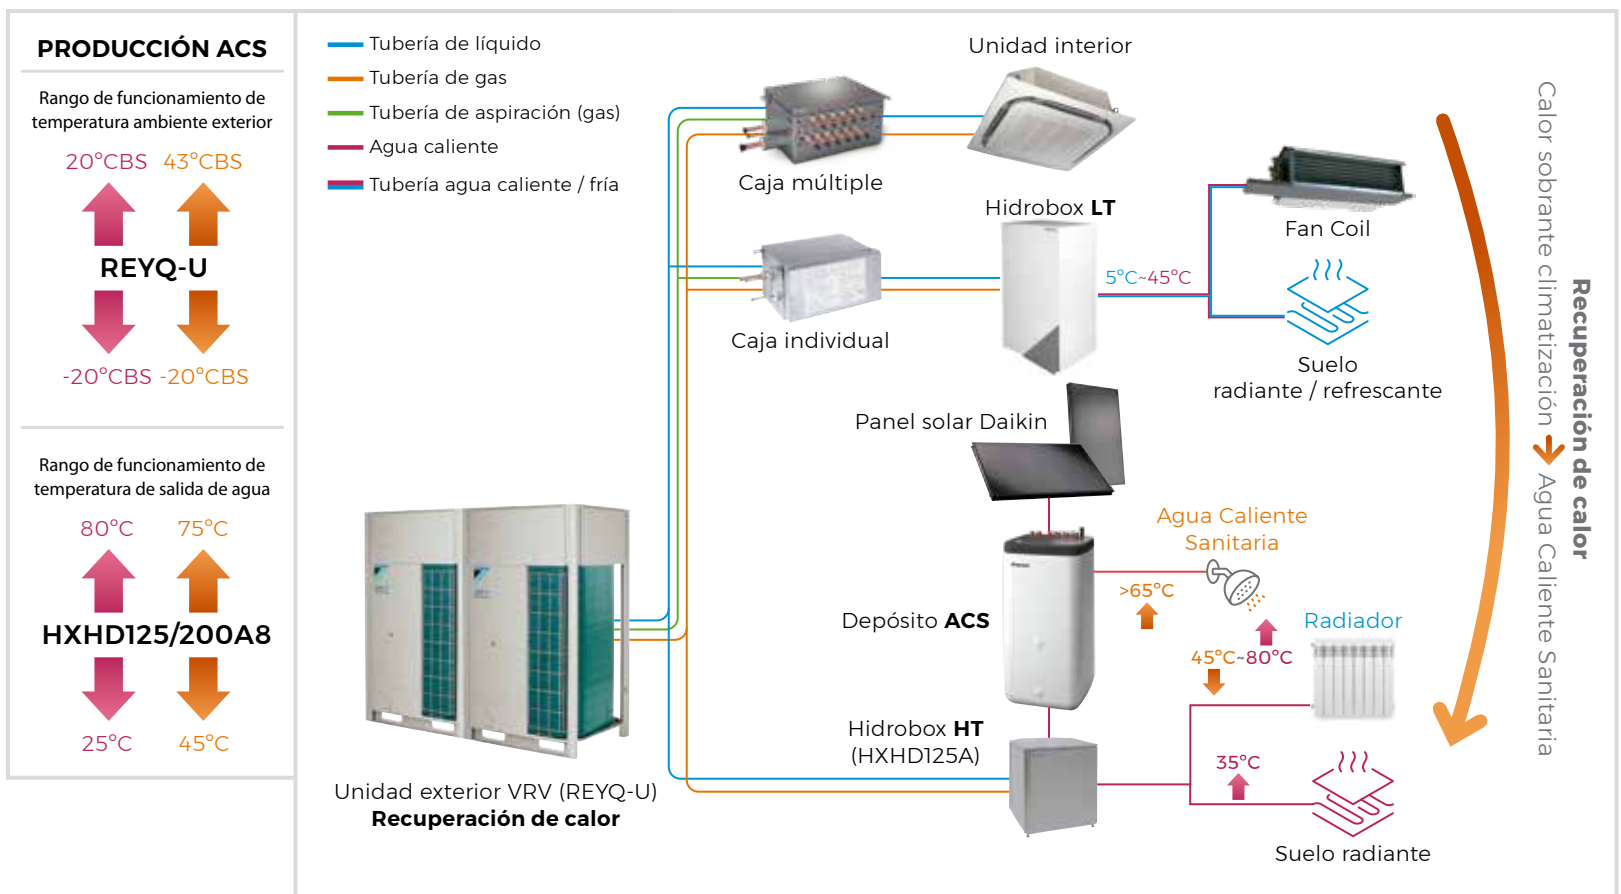 PRODUCCIÓN ACS
Rango de funcionamiento de
temperatura ambiente exterior
20°CBS 43°CBS
REYQ-U
-20°CBS -20°CBS
Rango de funcionamiento de
temperatura de salida de agua
80°C 75°C
HXHD125/200A8
25°C 45°C
Tubería de líquido
Tubería de gas
Tubería de aspiración (gas)
Agua caliente
Tubería agua caliente / fría
Unidad interior
Caja múltiple
Hidrobox LT
Fan Coil
5°C~45°C
Caja individual
Suelo
radiante / refrescante
Panel solar Daikin
Agua Caliente
Sanitaria
>65°C
Depósito ACS
Radiador
45°C~80°C
Hidrobox HT
(HXHD125A)
35°C
Suelo radiante
Unidad exterior VRV (REYQ-U)
Recuperación de calor
Recuperación de calor
Calor sobrante climatización Agua Caliente Sanitaria